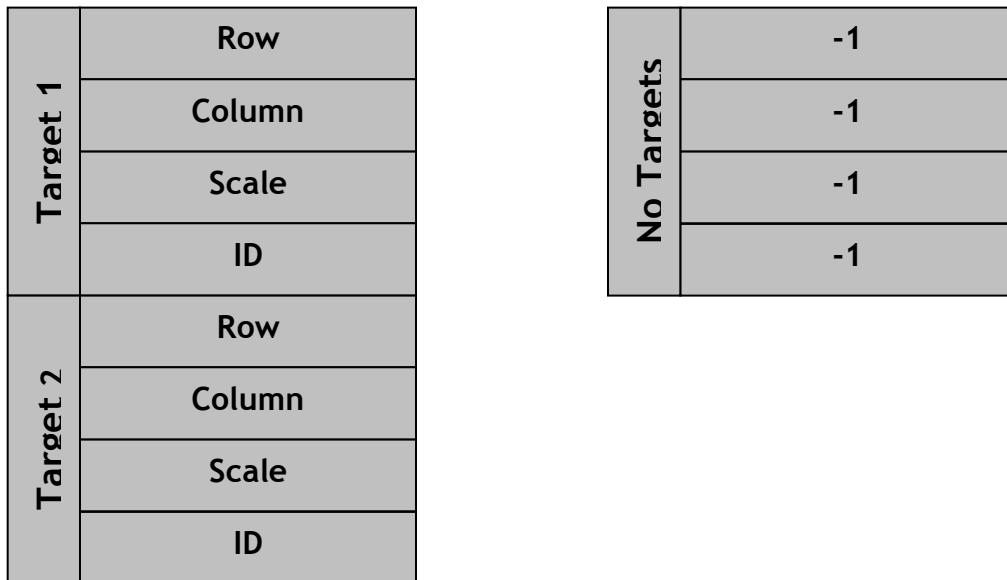 Target 1
Row
Column
Scale
ID
Target 2
Row
Column
Scale
ID
No Targets
-1
-1
-1
-1